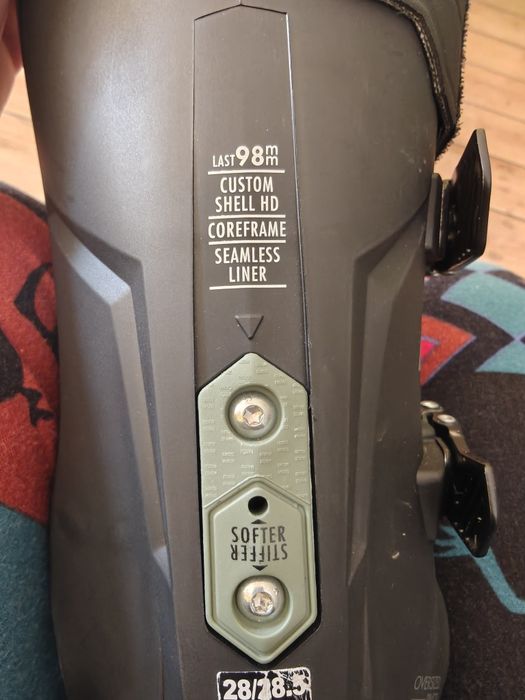 LAST 98mm
CUSTOM
SHELL HD
COREFRAME
SEAMLESS
LINER
SOFTER
STIFFER
28/28.5